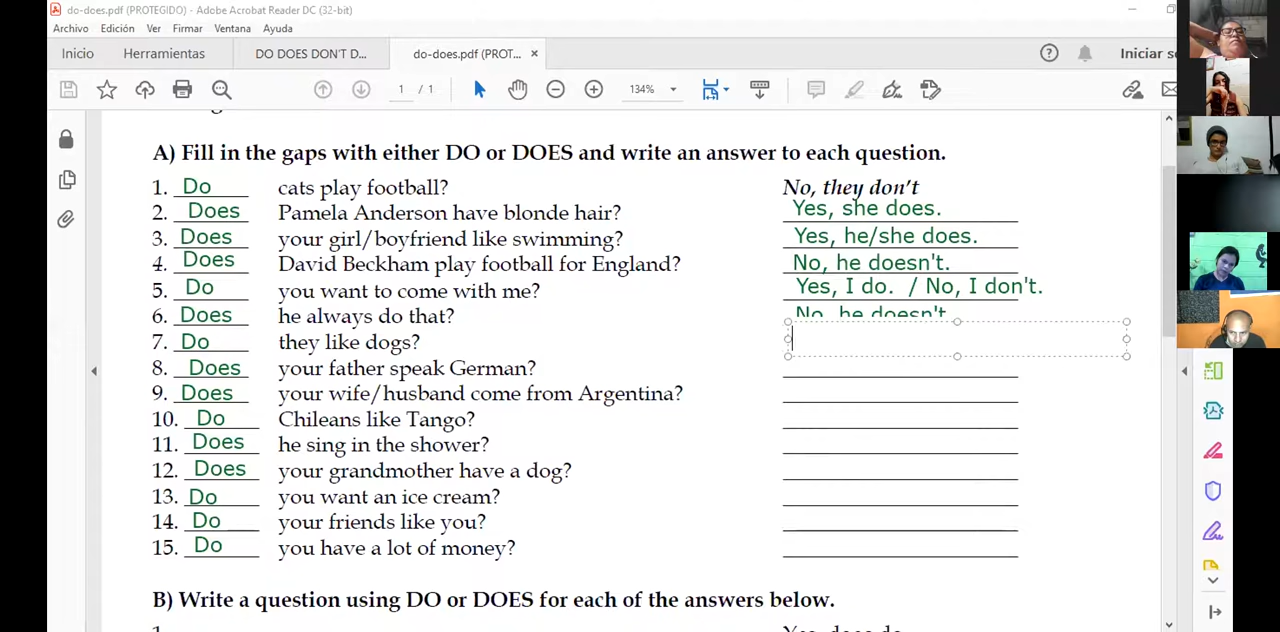 do-does.pdf (PROTEGIDO) - Adobe Acrobat Reader DC (32-bit)
Archivo Edición Ver Firmar Ventana Ayuda
Inicio Herramientas DO DOES DON'T D... do-does.pdf (PROT... × Iniciar s
1 / 1 134%
A) Fill in the gaps with either DO or DOES and write an answer to each question.
1. Do cats play football? No, they don't
2. Does Pamela Anderson have blonde hair? Yes, she does.
3. Does your girl/boyfriend like swimming? Yes, he/she does.
4. Does David Beckham play football for England? No, he doesn't.
5. Do you want to come with me? Yes, I do. / No, I don't.
6. Does he always do that? No, he doesn't
7. Do they like dogs?
8. Does your father speak German?
9. Does your wife/husband come from Argentina?
10. Do Chileans like Tango?
11. Does he sing in the shower?
12. Does your grandmother have a dog?
13. Do you want an ice cream?
14. Do your friends like you?
15. Do you have a lot of money?
B) Write a question using DO or DOES for each of the answers below.